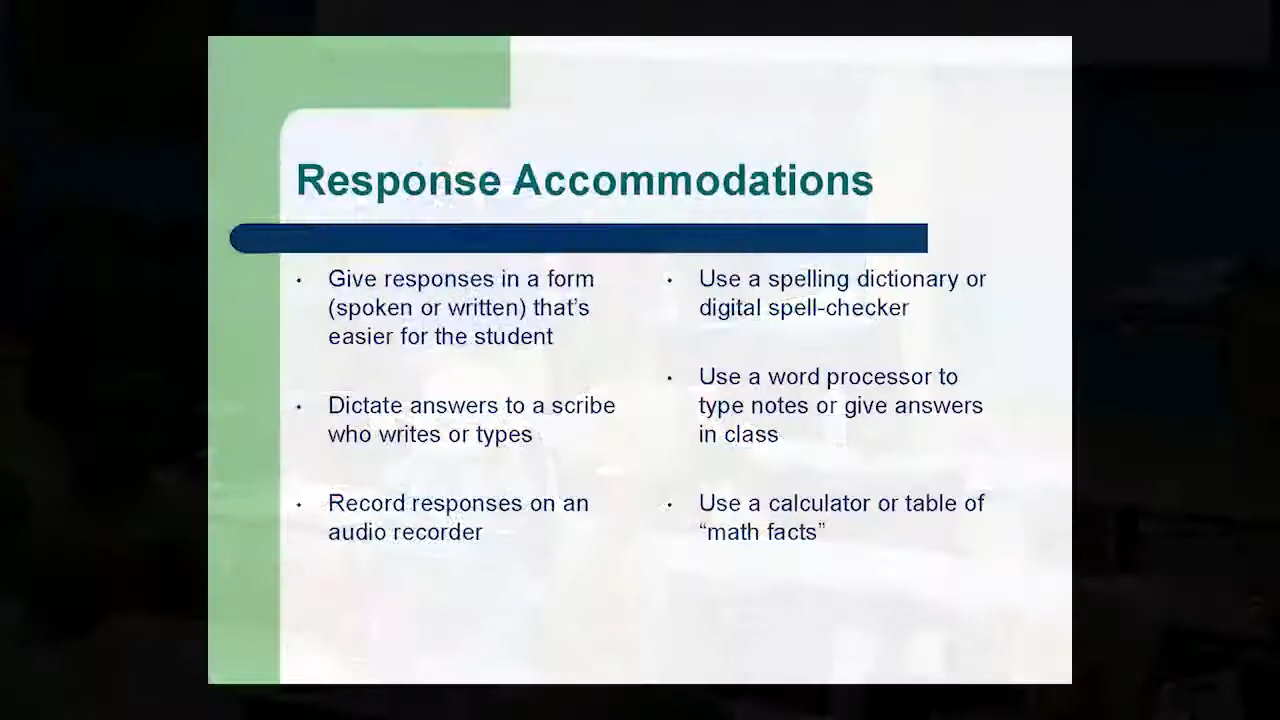 Response Accommodations
• Give responses in a form
(spoken or written) that’s
easier for the student
• Dictate answers to a scribe
who writes or types
• Record responses on an
audio recorder
• Use a spelling dictionary or
digital spell-checker
• Use a word processor to
type notes or give answers
in class
• Use a calculator or table of
“math facts”